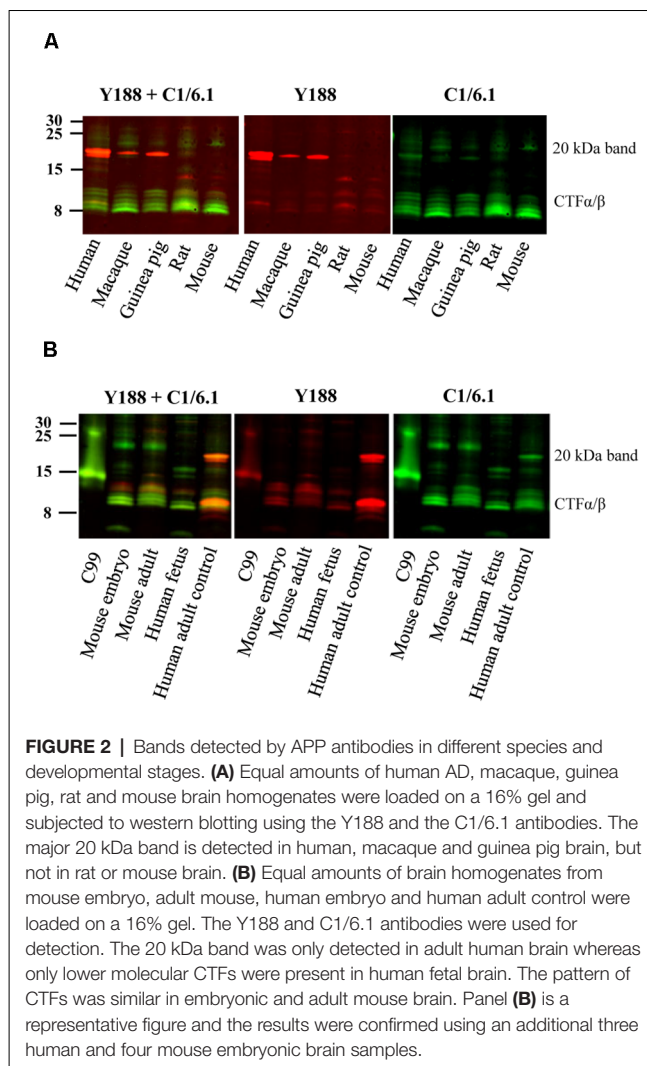 A
Y188 + C1/6.1 Y188 C1/6.1
30
25
15
8
20 kDa band
CTFα/β
Human
Macaque
Guinea pig
Rat
Mouse
Human
Macaque
Guinea pig
Rat
Mouse
Human
Macaque
Guinea pig
Rat
Mouse
B
Y188 + C1/6.1 Y188 C1/6.1
30
25
15
8
20 kDa band
CTFα/β
C99
Mouse embryo
Mouse adult
Human fetus
Human adult control
C99
Mouse embryo
Mouse adult
Human fetus
Human adult control
C99
Mouse embryo
Mouse adult
Human fetus
Human adult control
FIGURE 2 | Bands detected by APP antibodies in different species and
developmental stages. (A) Equal amounts of human AD, macaque, guinea
pig, rat and mouse brain homogenates were loaded on a 16% gel and
subjected to western blotting using the Y188 and the C1/6.1 antibodies. The
major 20 kDa band is detected in human, macaque and guinea pig brain, but
not in rat or mouse brain. (B) Equal amounts of brain homogenates from
mouse embryo, adult mouse, human embryo and human adult control were
loaded on a 16% gel. The Y188 and C1/6.1 antibodies were used for
detection. The 20 kDa band was only detected in adult human brain whereas
only lower molecular CTFs were present in human fetal brain. The pattern of
CTFs was similar in embryonic and adult mouse brain. Panel (B) is a
representative figure and the results were confirmed using an additional three
human and four mouse embryonic brain samples.